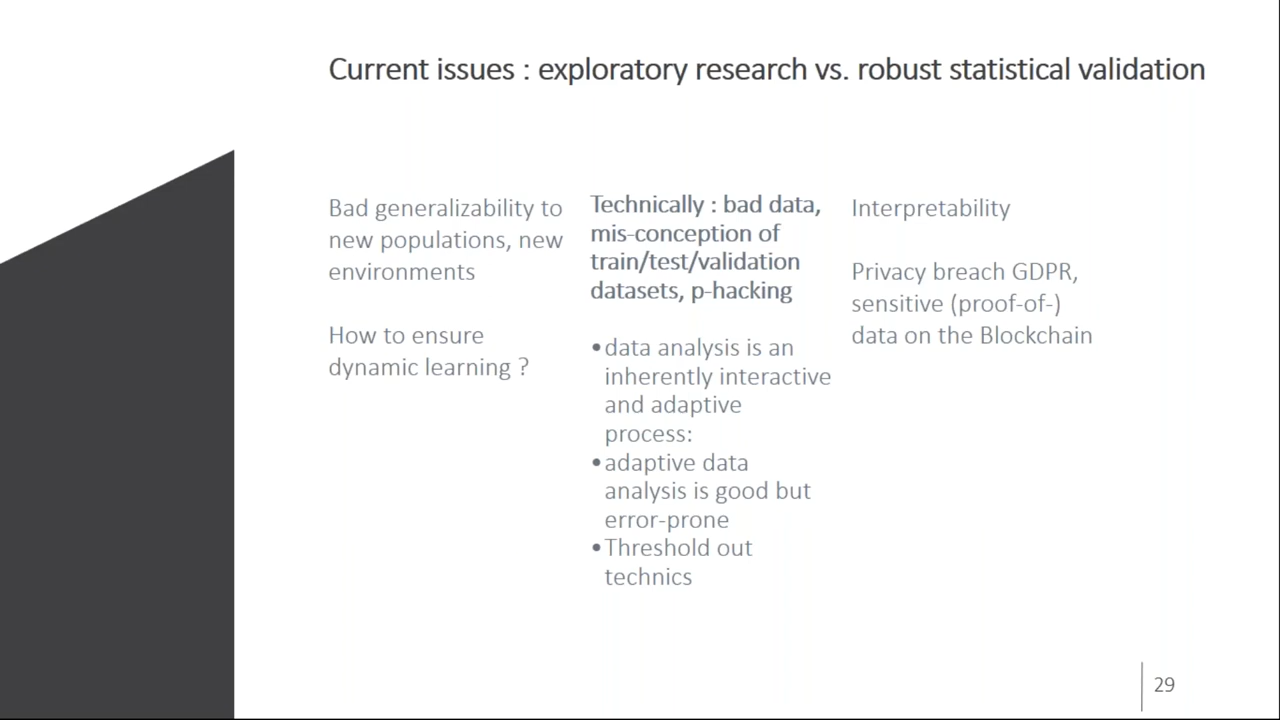 Current issues : exploratory research vs. robust statistical validation
Bad generalizability to
new populations, new
environments
How to ensure
dynamic learning ?
Technically : bad data,
mis-conception of
train/test/validation
datasets, p-hacking
•data analysis is an
inherently interactive
and adaptive
process:
•adaptive data
analysis is good but
error-prone
•Threshold out
technics
Interpretability
Privacy breach GDPR,
sensitive (proof-of-)
data on the Blockchain
29